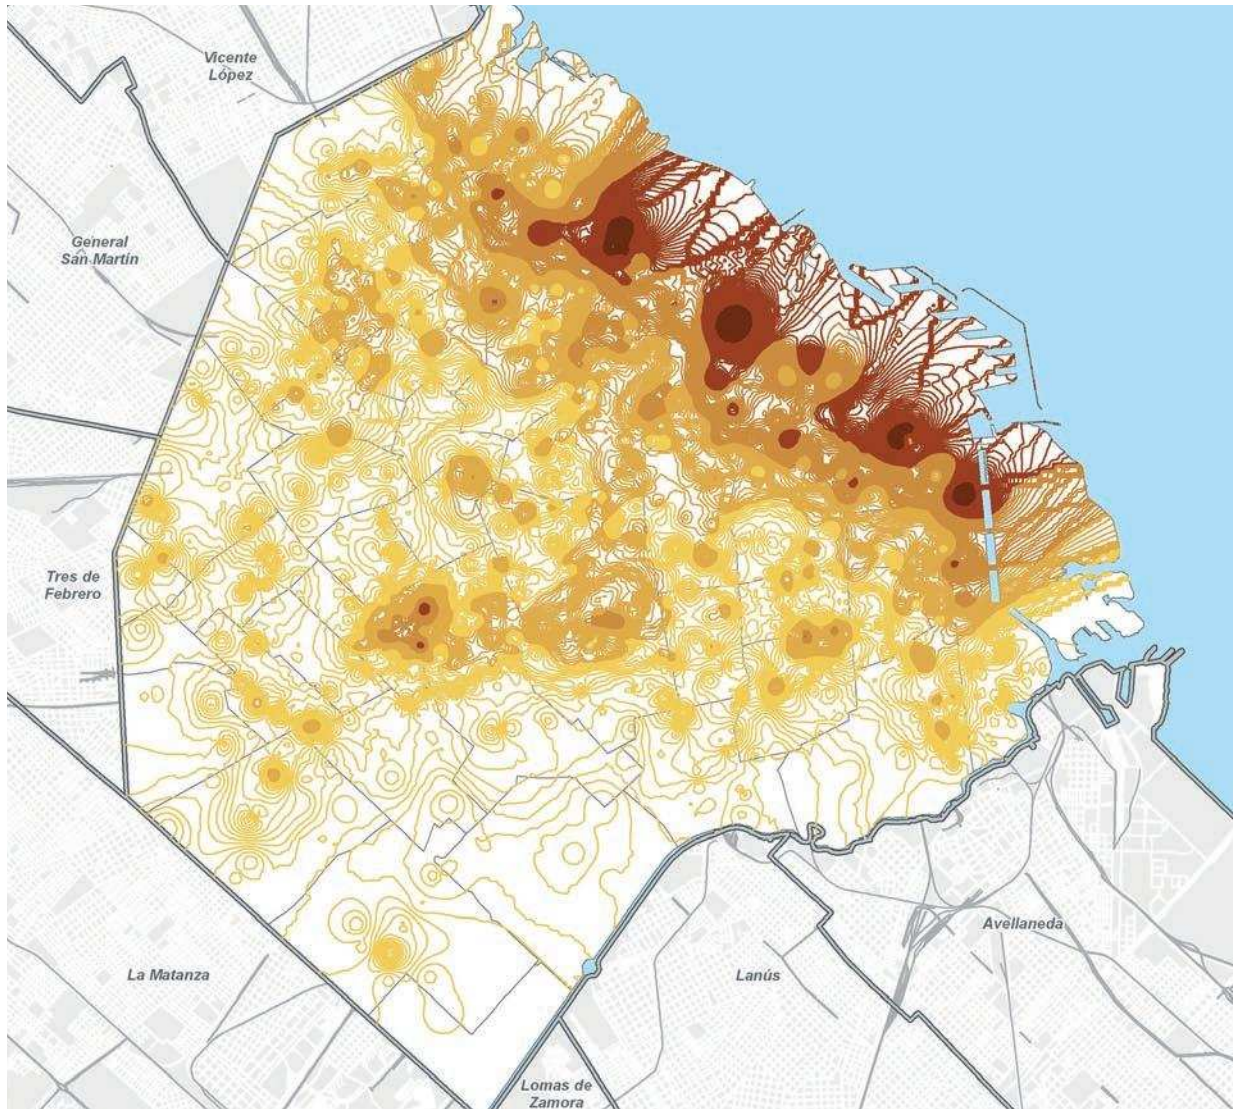 Vicente
López
General
San Martín
Tres de
Febrero
La Matanza
Lanús
Avellaneda
Lomas de
Zamora